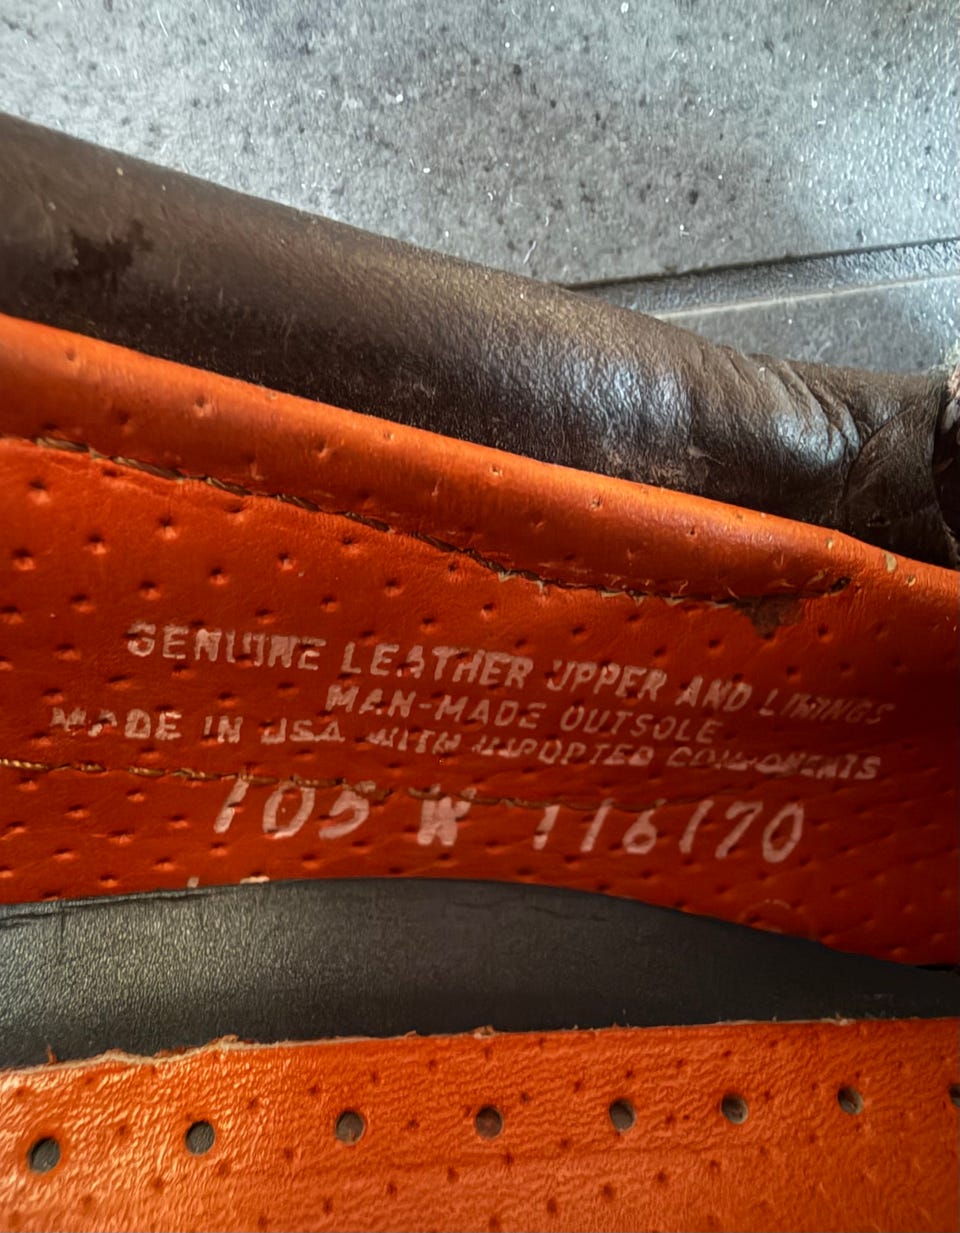 GENUINE LEATHER UPPER AND LININGS
MAN-MADE OUTSOLE
MADE IN USA WITH IMPORTED COMPONENTS
105 W 116170